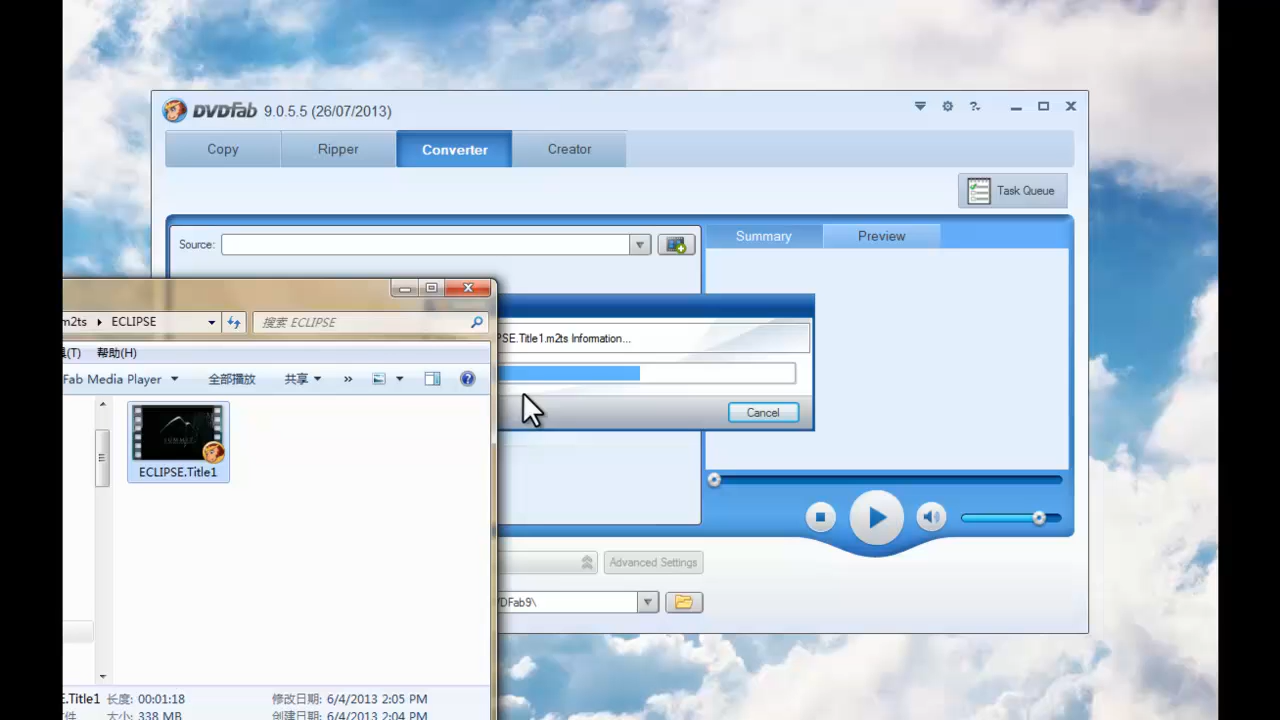 DVDFab 9.0.5.5 (26/07/2013)
Copy
Ripper
Converter
Creator
Task Queue
Source:
Summary
Preview
m2ts ECLIPSE
搜索 ECLIPSE
PSE.Title1.m2ts Information...
(T) 帮助(H)
Fab Media Player
全部播放
共享
»
Cancel
SUMMIT
ECLIPSE.Title1
Advanced Settings
DFab9\
E.Title1 长度: 00:01:18
修改日期: 6/4/2013 2:05 PM
件 大小: 338 MB
创建日期: 6/4/2013 2:04 PM